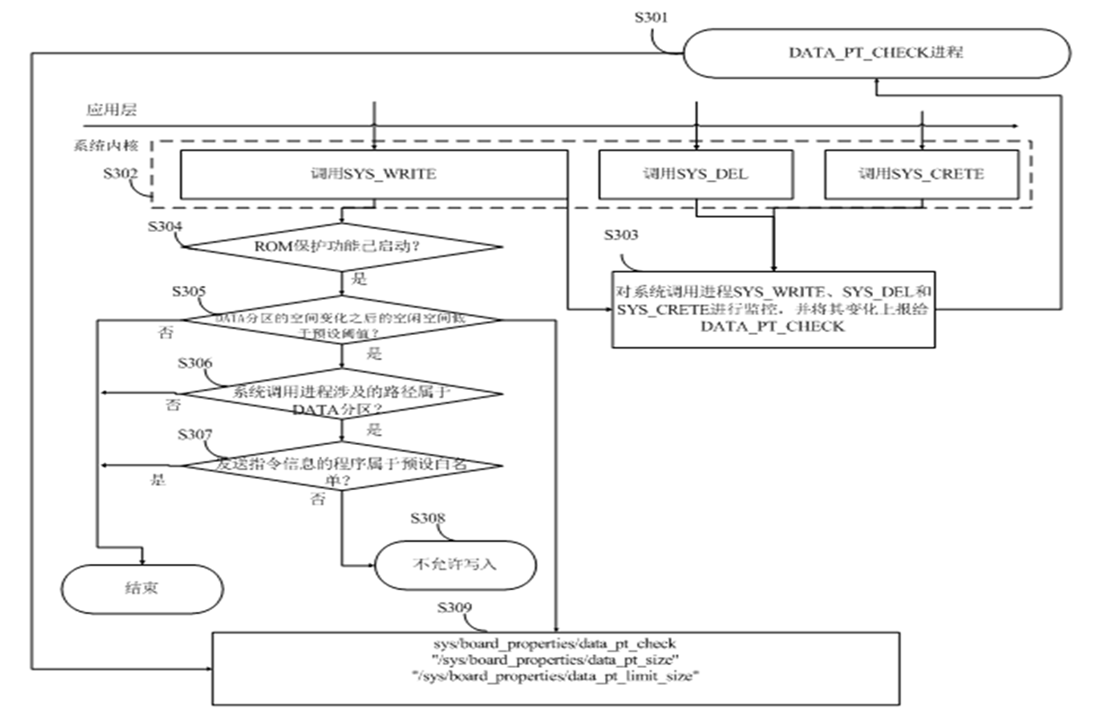 S301
DATA_PT_CHECK进程
应用层
系统内核
S302
调用SYS_WRITE
调用SYS_DEL
调用SYS_CRETE
S304
ROM保护功能已启动？
是
S303
对系统调用进程SYS_WRITE、SYS_DEL和
SYS_CRETE进行监控，并将其变化上报给
DATA_PT_CHECK
S305
DATA分区的空间变化之后的空闲空间低
于预设阈值？
否
是
S306
系统调用进程涉及的路径属于
DATA分区？
否
是
S307
发送指令信息的程序属于预设白名
单？
是
否
S308
不允许写入
结束
S309
sys/board_properties/data_pt_check
"/sys/board_properties/data_pt_size"
"/sys/board_properties/data_pt_limit_size"